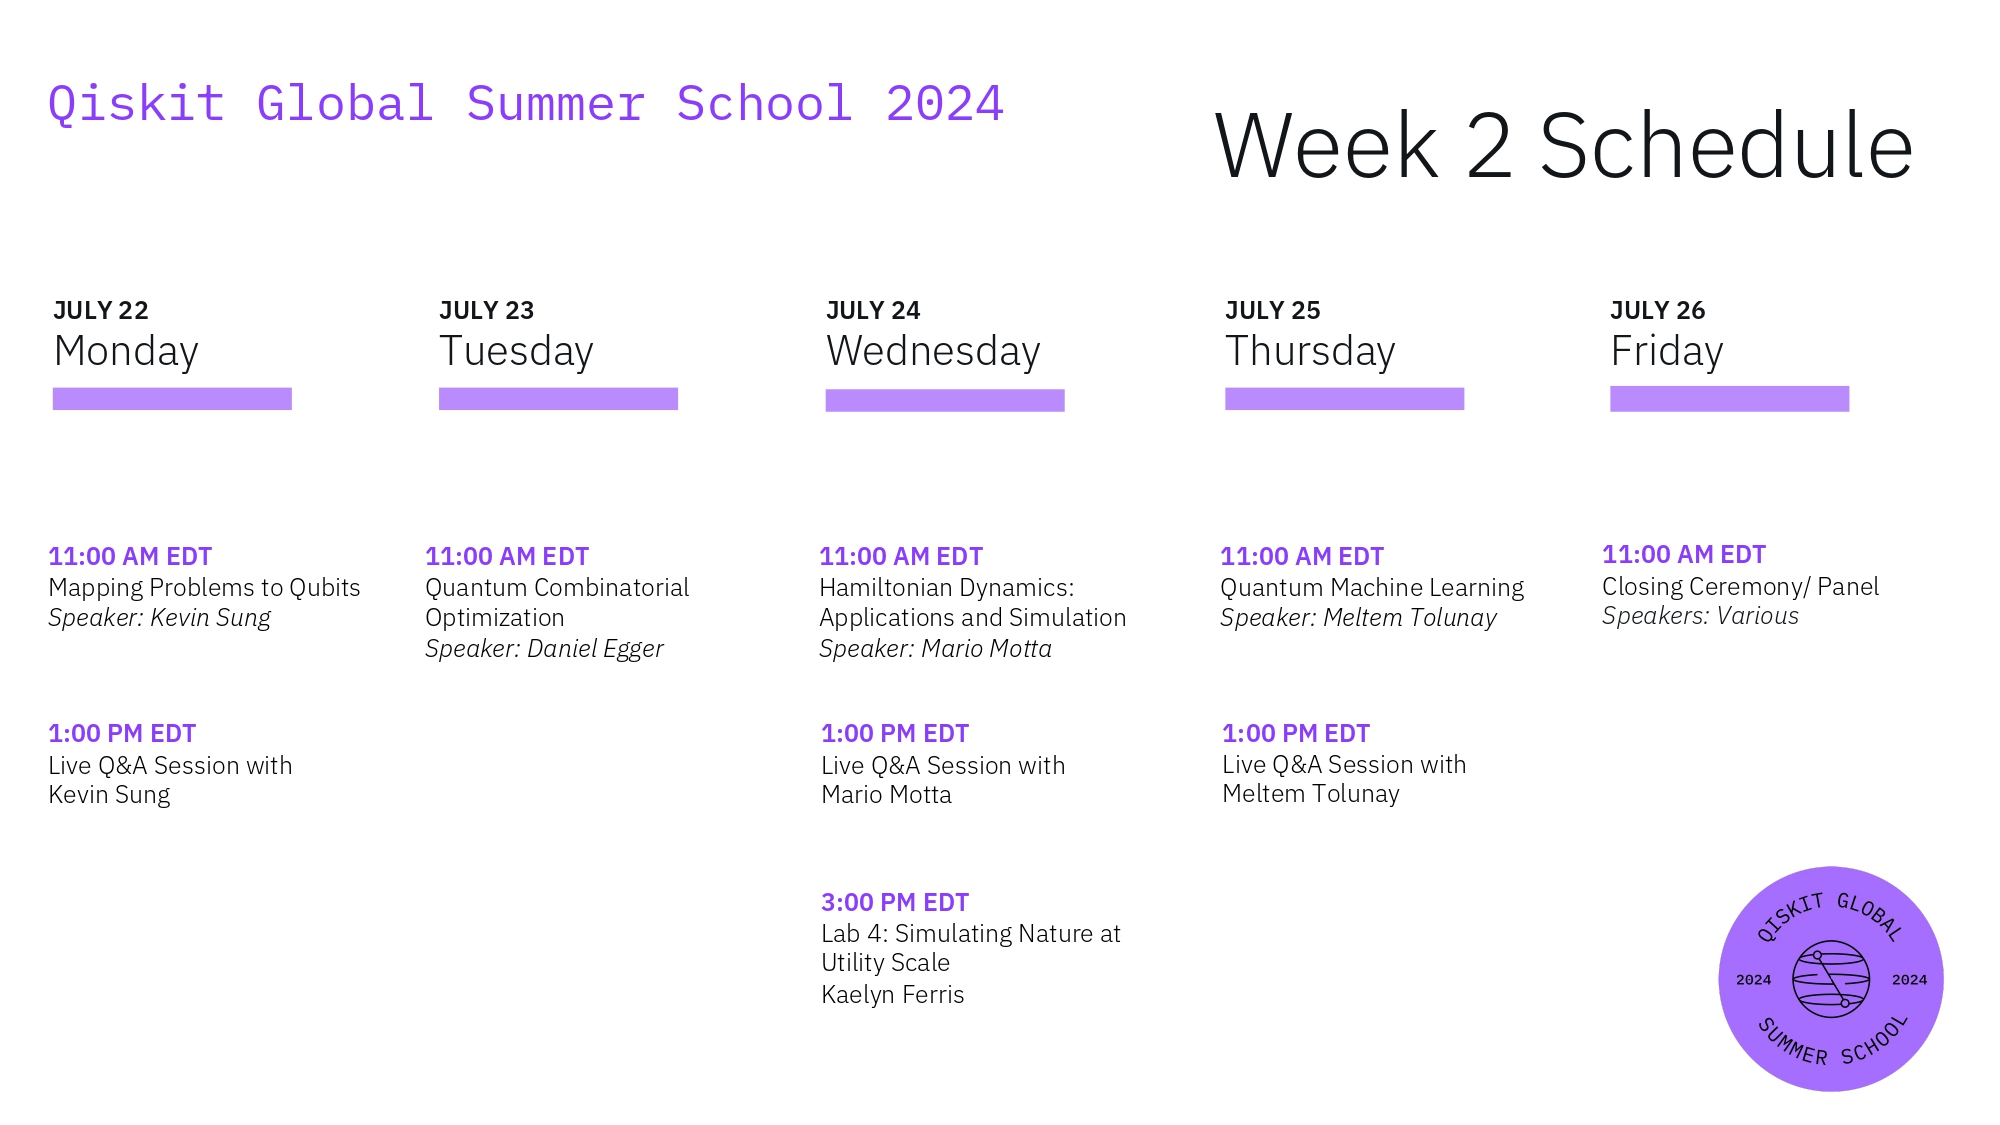 Qiskit Global Summer School 2024
Week 2 Schedule
JULY 22
Monday
11:00 AM EDT
Mapping Problems to Qubits
Speaker: Kevin Sung
1:00 PM EDT
Live Q&A Session with
Kevin Sung
JULY 23
Tuesday
11:00 AM EDT
Quantum Combinatorial
Optimization
Speaker: Daniel Egger
JULY 24
Wednesday
11:00 AM EDT
Hamiltonian Dynamics:
Applications and Simulation
Speaker: Mario Motta
1:00 PM EDT
Live Q&A Session with
Mario Motta
3:00 PM EDT
Lab 4: Simulating Nature at
Utility Scale
Kaelyn Ferris
JULY 25
Thursday
11:00 AM EDT
Quantum Machine Learning
Speaker: Meltem Tolunay
1:00 PM EDT
Live Q&A Session with
Meltem Tolunay
JULY 26
Friday
11:00 AM EDT
Closing Ceremony/ Panel
Speakers: Various
QISKIT GLOBAL
2024
2024
SUMMER SCHOOL